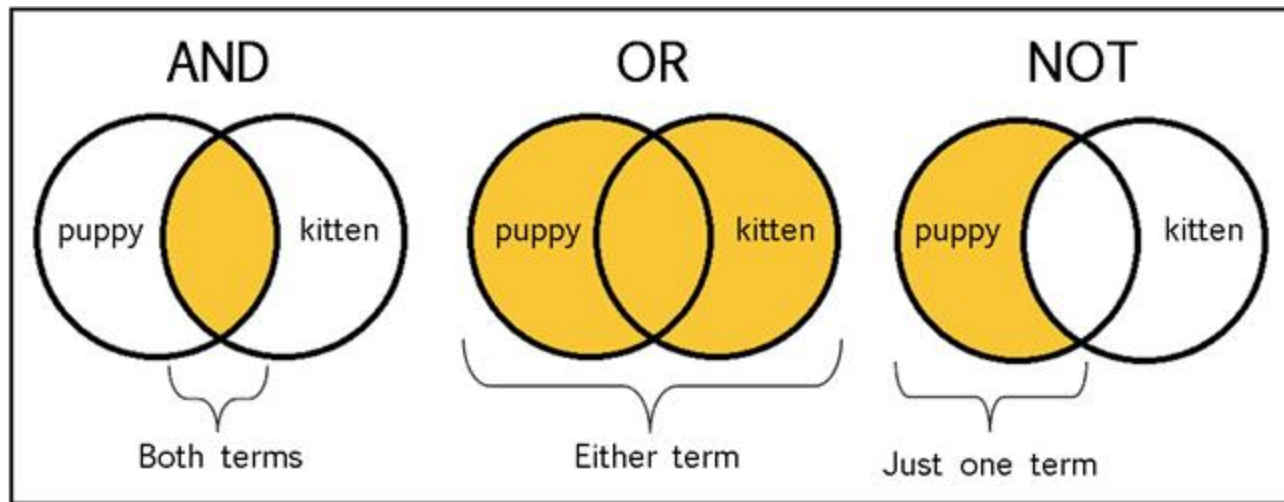 AND
puppy kitten
Both terms
OR
puppy kitten
Either term
NOT
puppy kitten
Just one term